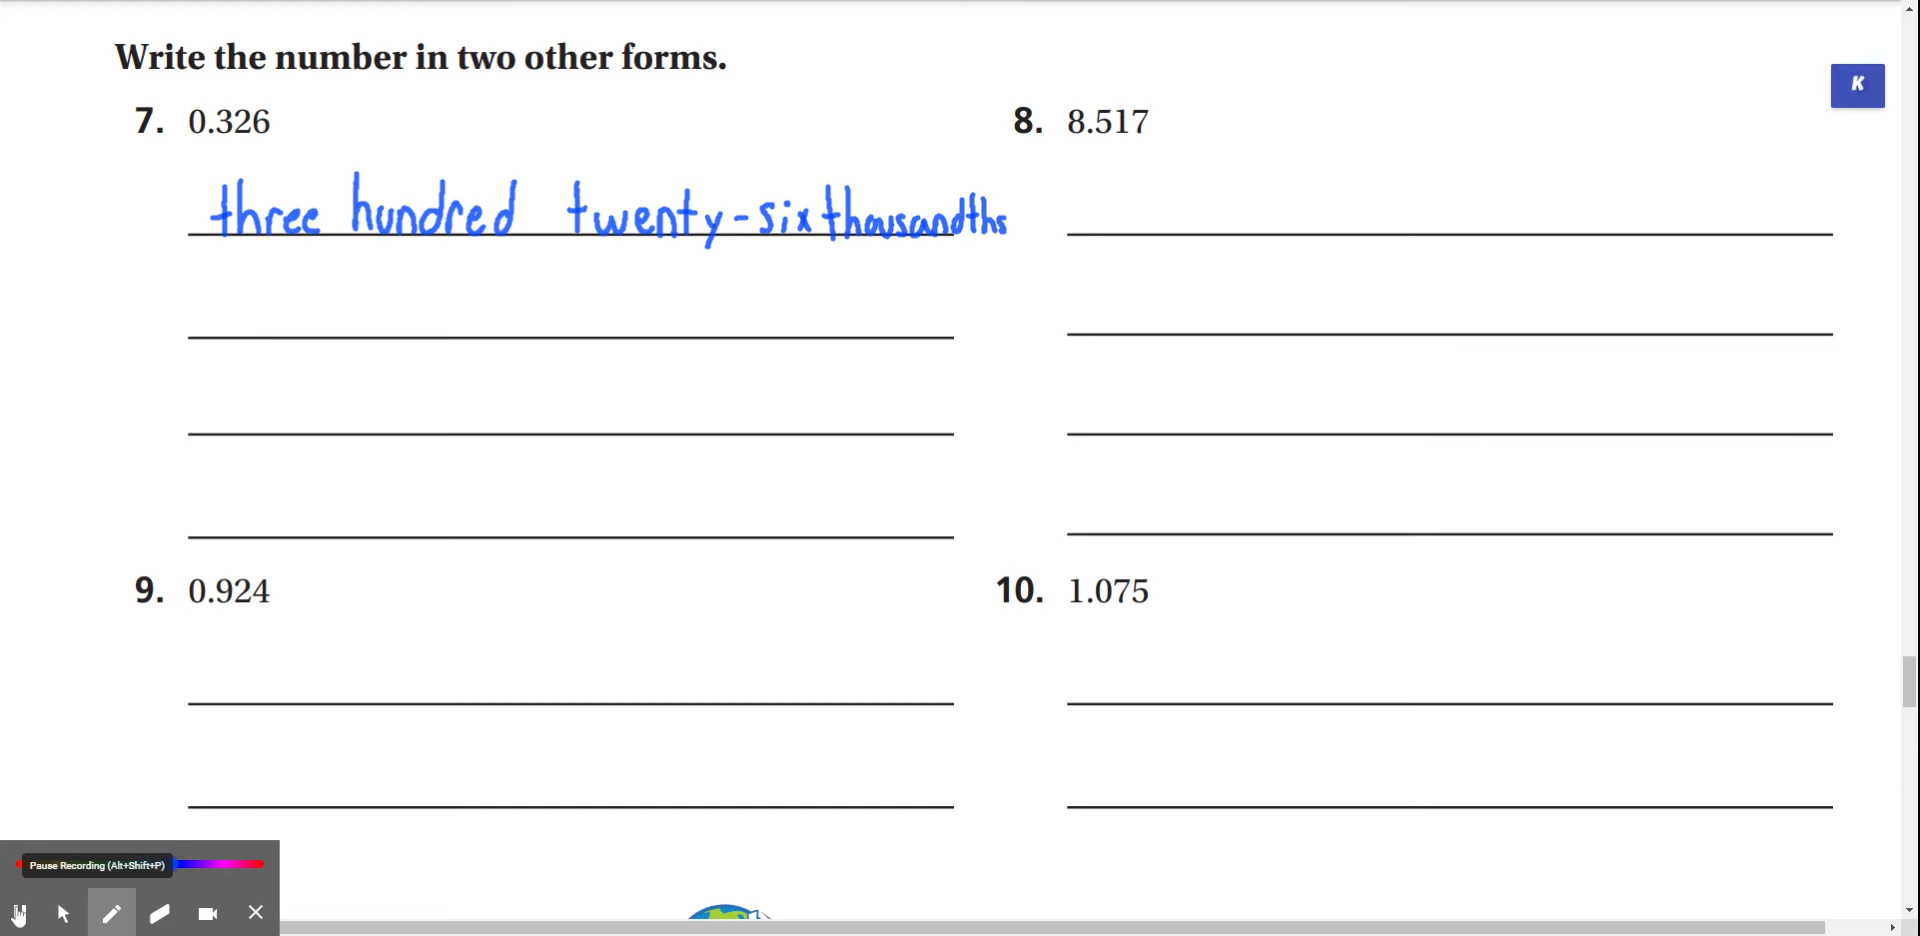 Write the number in two other forms.
K
7. 0.326
8. 8.517
three hundred twenty-six thousandths
9. 0.924
10. 1.075
Pause Recording (Alt+Shift+P)